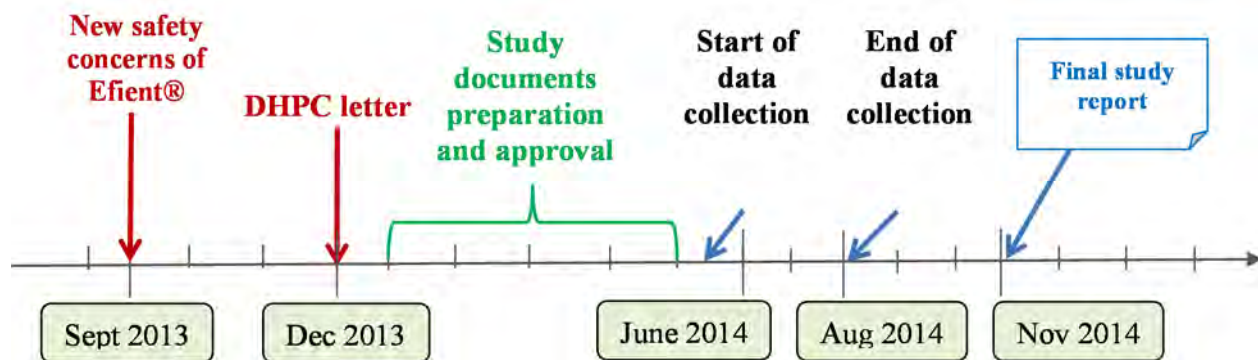 New safety
concerns of
Efient®
DHPC letter
Study
documents
preparation
and approval
Start of
data
collection
End of
data
collection
Final study
report
Sept 2013
Dec 2013
June 2014
Aug 2014
Nov 2014